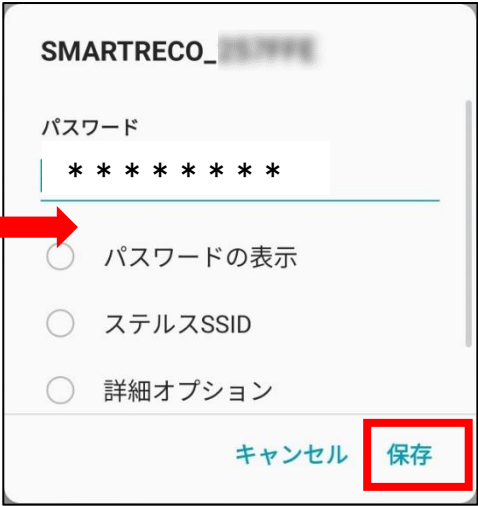 SMARTRECO_
パスワード
********
パスワードの表示
ステルスSSID
詳細オプション
キャンセル 保存